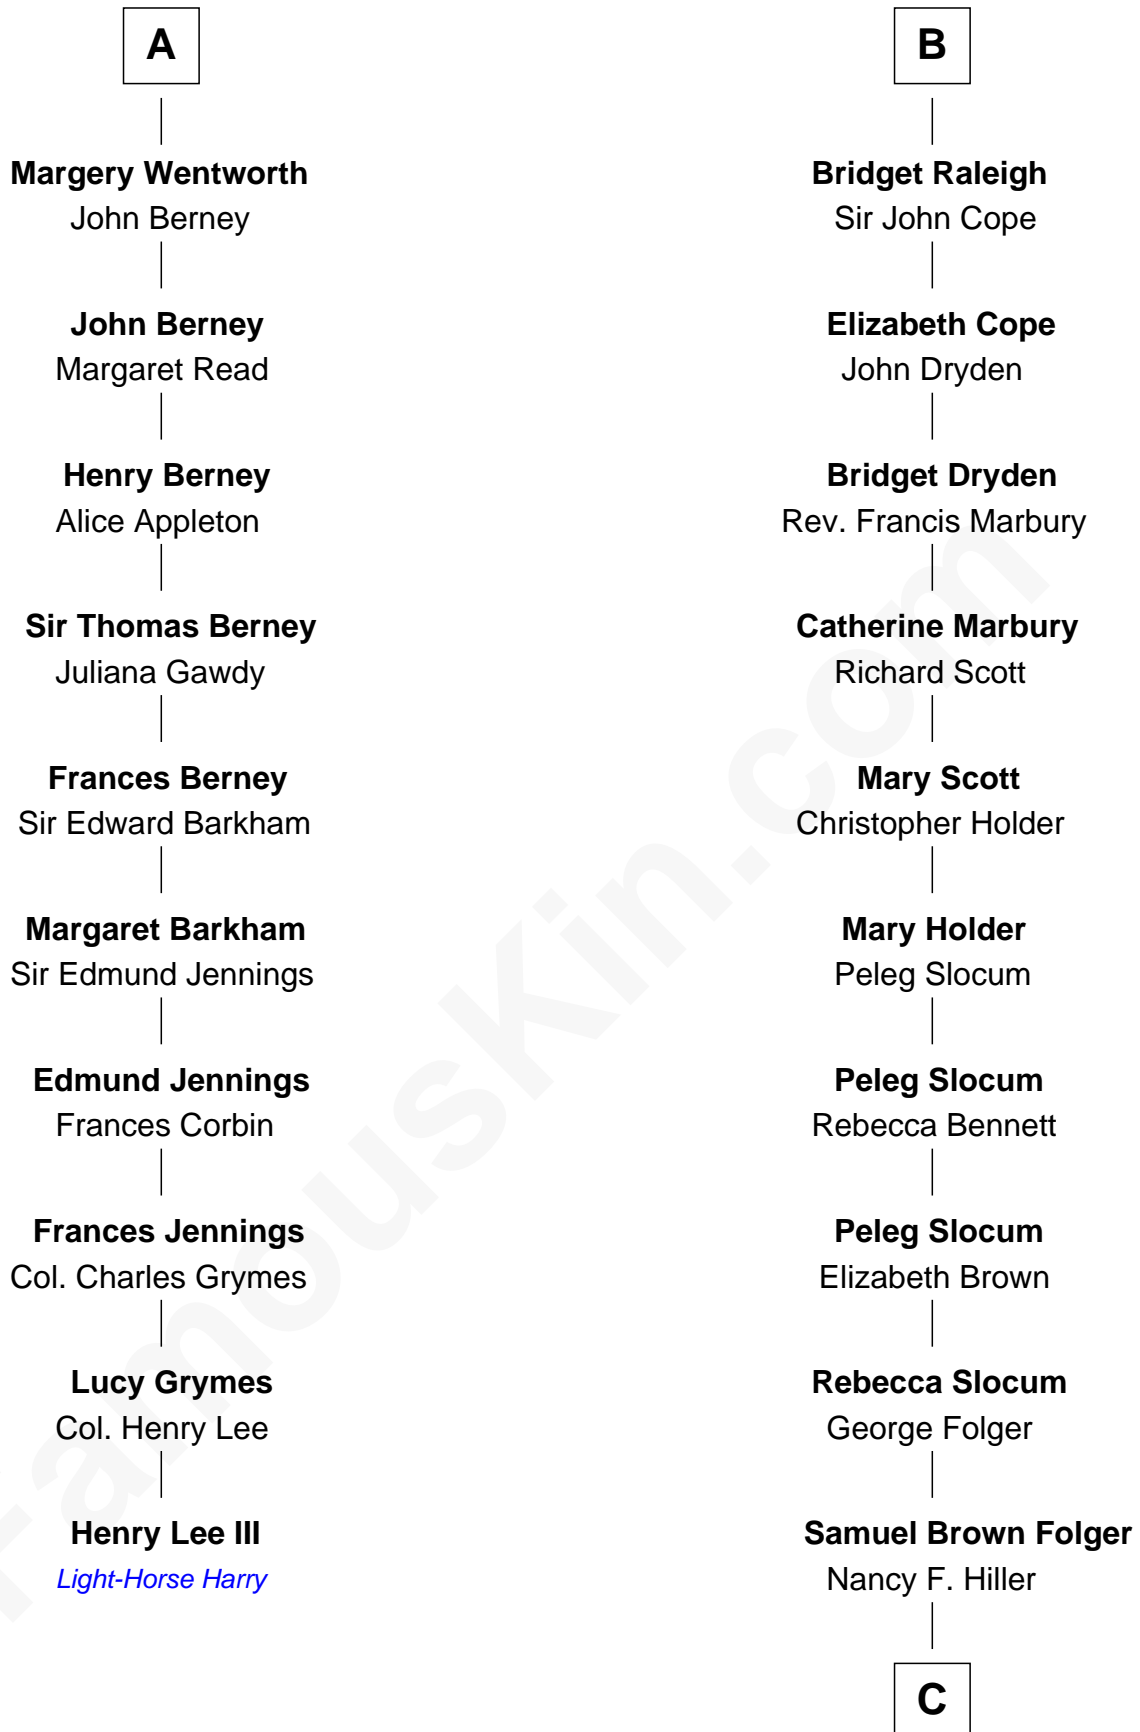 A
Margery Wentworth
John Berney
John Berney
Margaret Read
Henry Berney
Alice Appleton
Sir Thomas Berney
Juliana Gawdy
Frances Berney
Sir Edward Barkham
Margaret Barkham
Sir Edmund Jennings
Edmund Jennings
Frances Corbin
Frances Jennings
Col. Charles Grymes
Lucy Grymes
Col. Henry Lee
Henry Lee III
Light-Horse Harry
B
Bridget Raleigh
Sir John Cope
Elizabeth Cope
John Dryden
Bridget Dryden
Rev. Francis Marbury
Catherine Marbury
Richard Scott
Mary Scott
Christopher Holder
Mary Holder
Peleg Slocum
Peleg Slocum
Rebecca Bennett
Peleg Slocum
Elizabeth Brown
Rebecca Slocum
George Folger
Samuel Brown Folger
Nancy F. Hiller
C
FamousKin.com